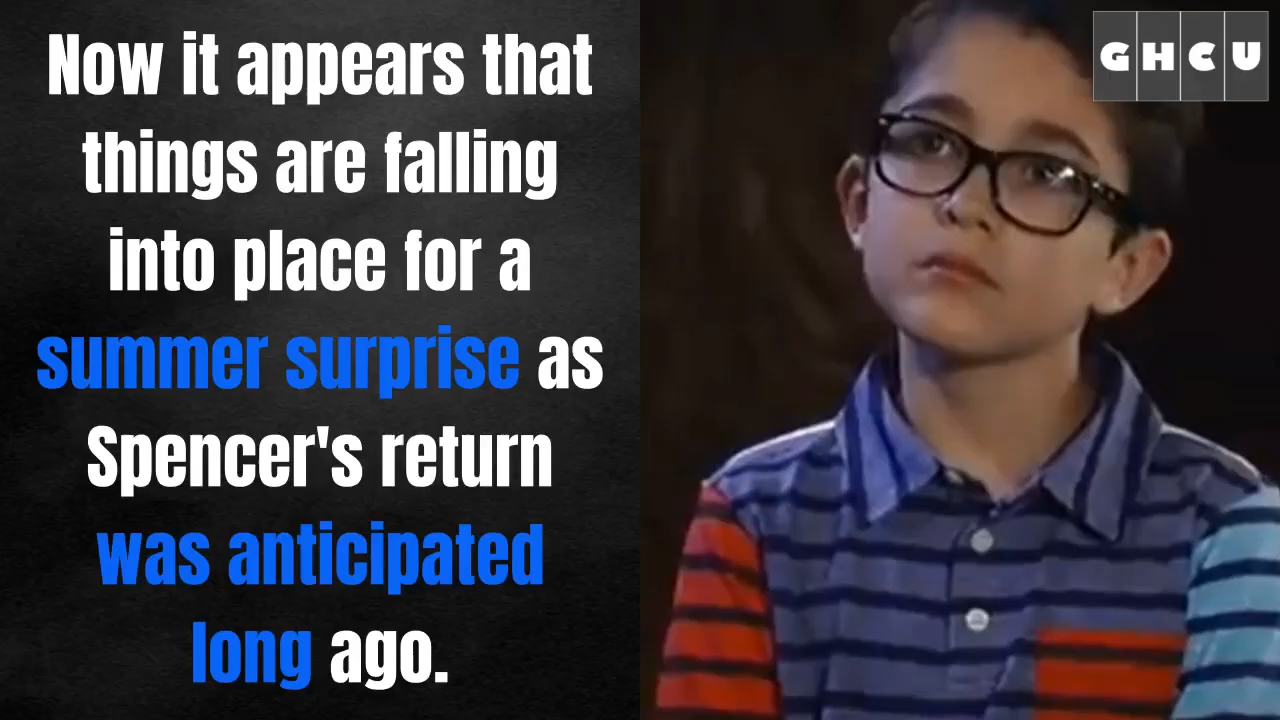 Now it appears that
things are falling
into place for a
summer surprise as
Spencer's return
was anticipated
long ago.
GHCU